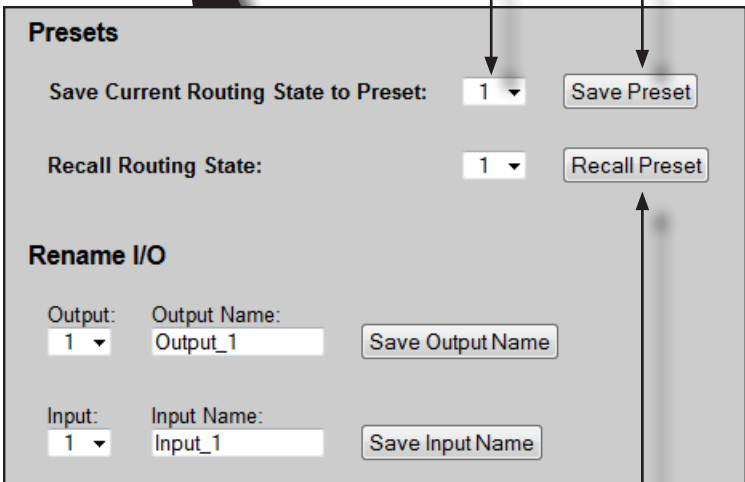 Presets
Save Current Routing State to Preset: 1 Save Preset
Recall Routing State: 1 Recall Preset
Rename I/O
Output: Output Name:
1 Output_1 Save Output Name
Input: Input Name:
1 Input_1 Save Input Name